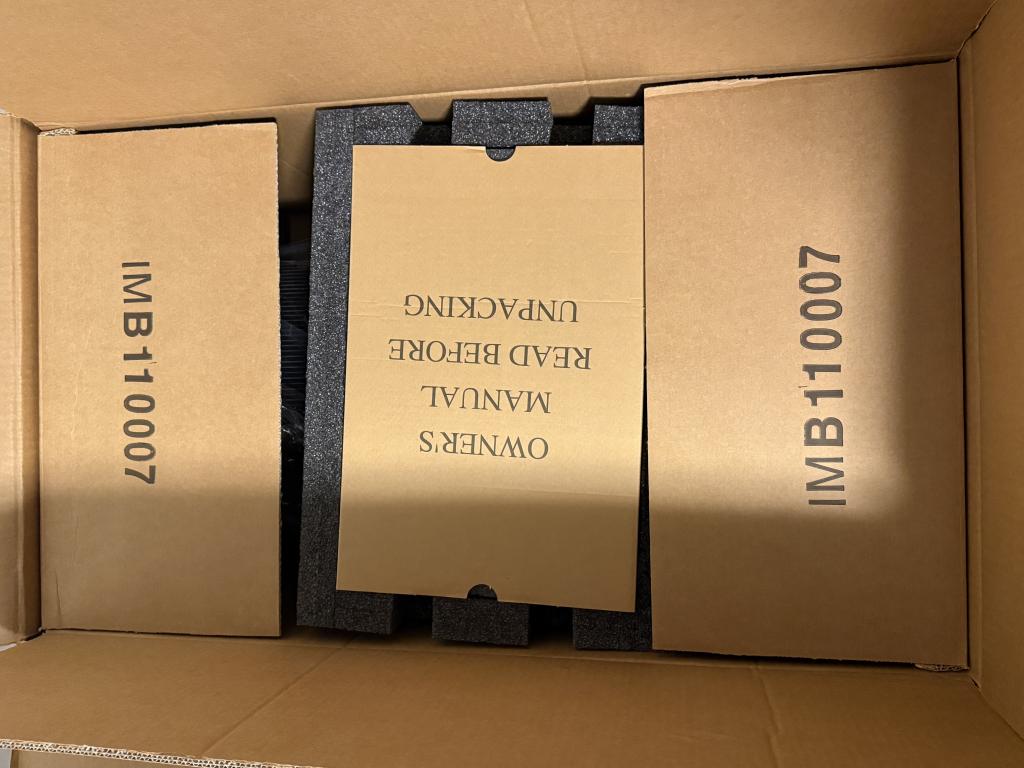 IMB110007
OWNER'S
MANUAL
READ BEFORE
UNPACKING
IMB110007